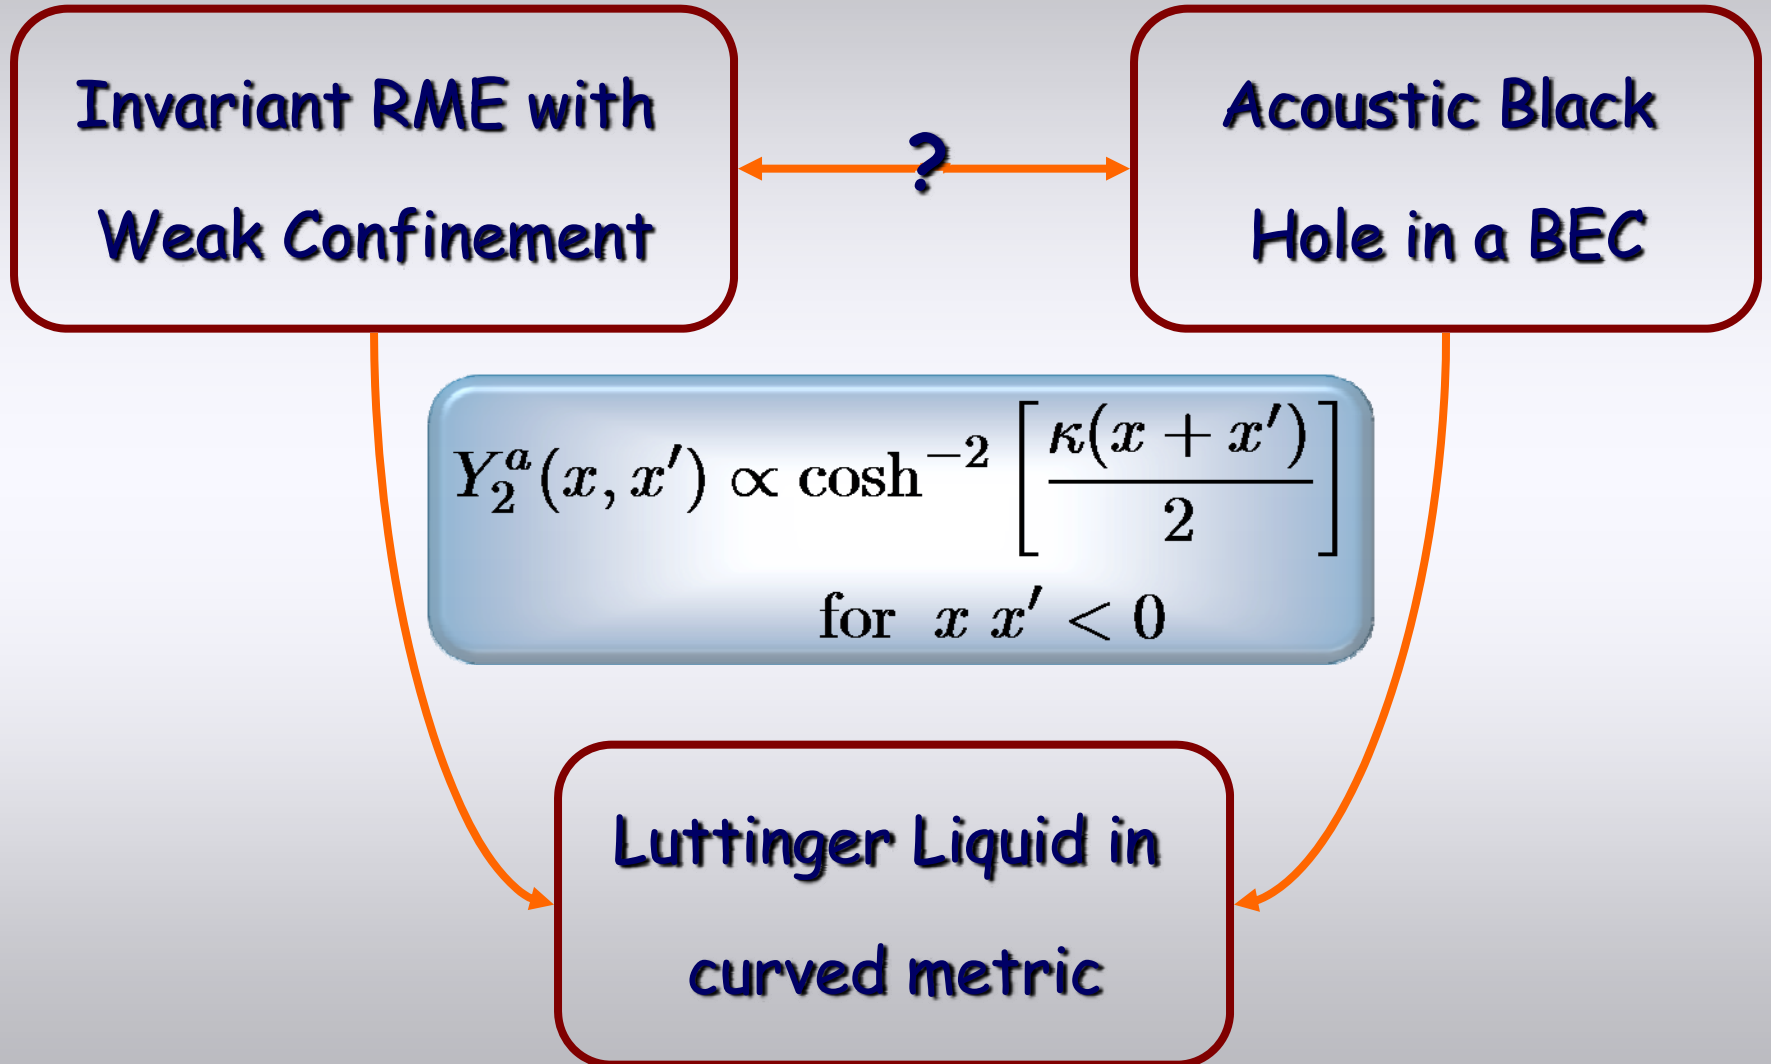 Invariant RME with
Weak Confinement
?
Acoustic Black
Hole in a BEC
Y₂ᵃ(x, x′) ∝ cosh⁻² [κ(x + x′)/2]
for x x′ < 0
Luttinger Liquid in
curved metric